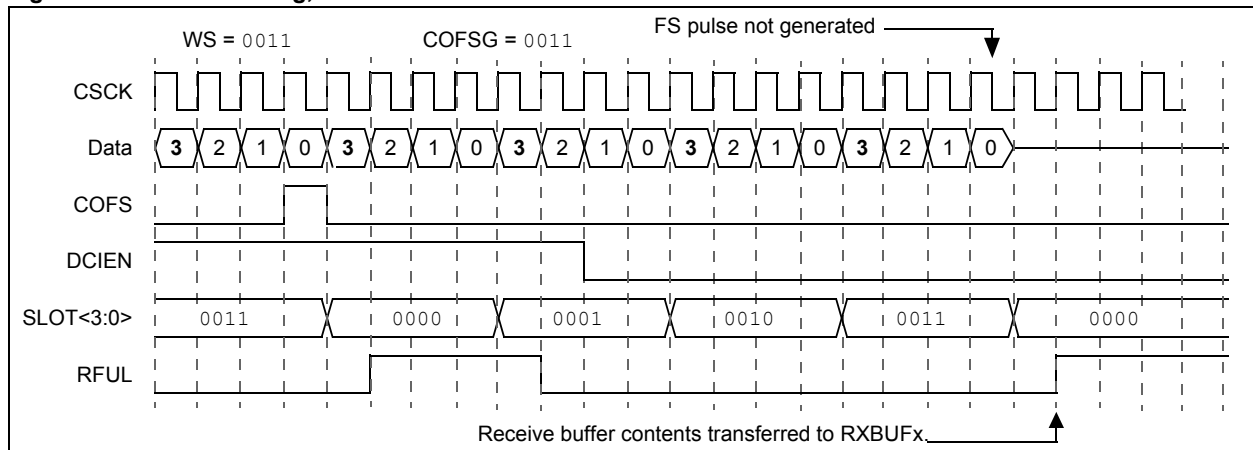 WS = 0011 COFSG = 0011 FS pulse not generated
CSCK
Data 3 2 1 0 3 2 1 0 3 2 1 0 3 2 1 0 3 2 1 0
COFS
DCIEN
SLOT<3:0> 0011 0000 0001 0010 0011 0000
RFUL
Receive buffer contents transferred to RXBUFx.